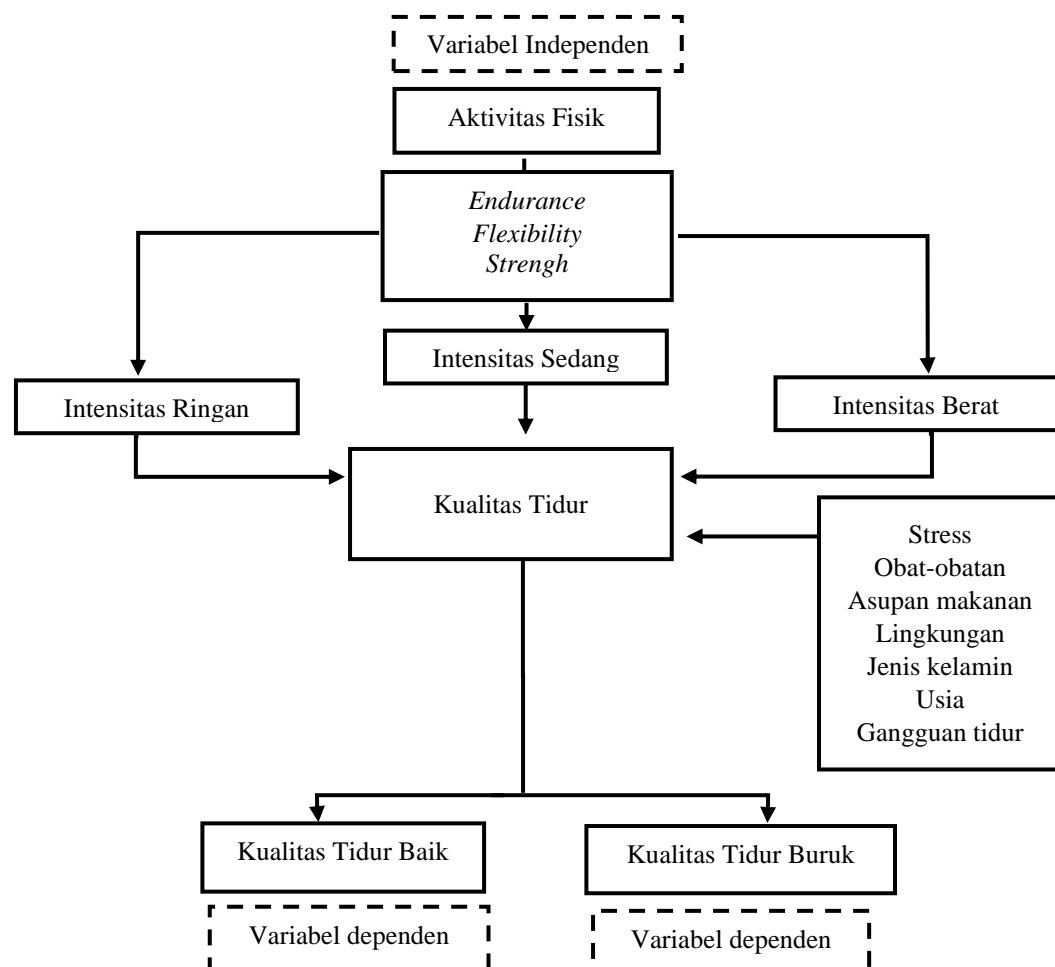 Variabel Independen
Aktivitas Fisik
Endurance
Flexibility
Strengh
Intensitas Sedang
Intensitas Ringan
Intensitas Berat
Kualitas Tidur
Stress
Obat-obatan
Asupan makanan
Lingkungan
Jenis kelamin
Usia
Gangguan tidur
Kualitas Tidur Baik
Kualitas Tidur Buruk
Variabel dependen
Variabel dependen